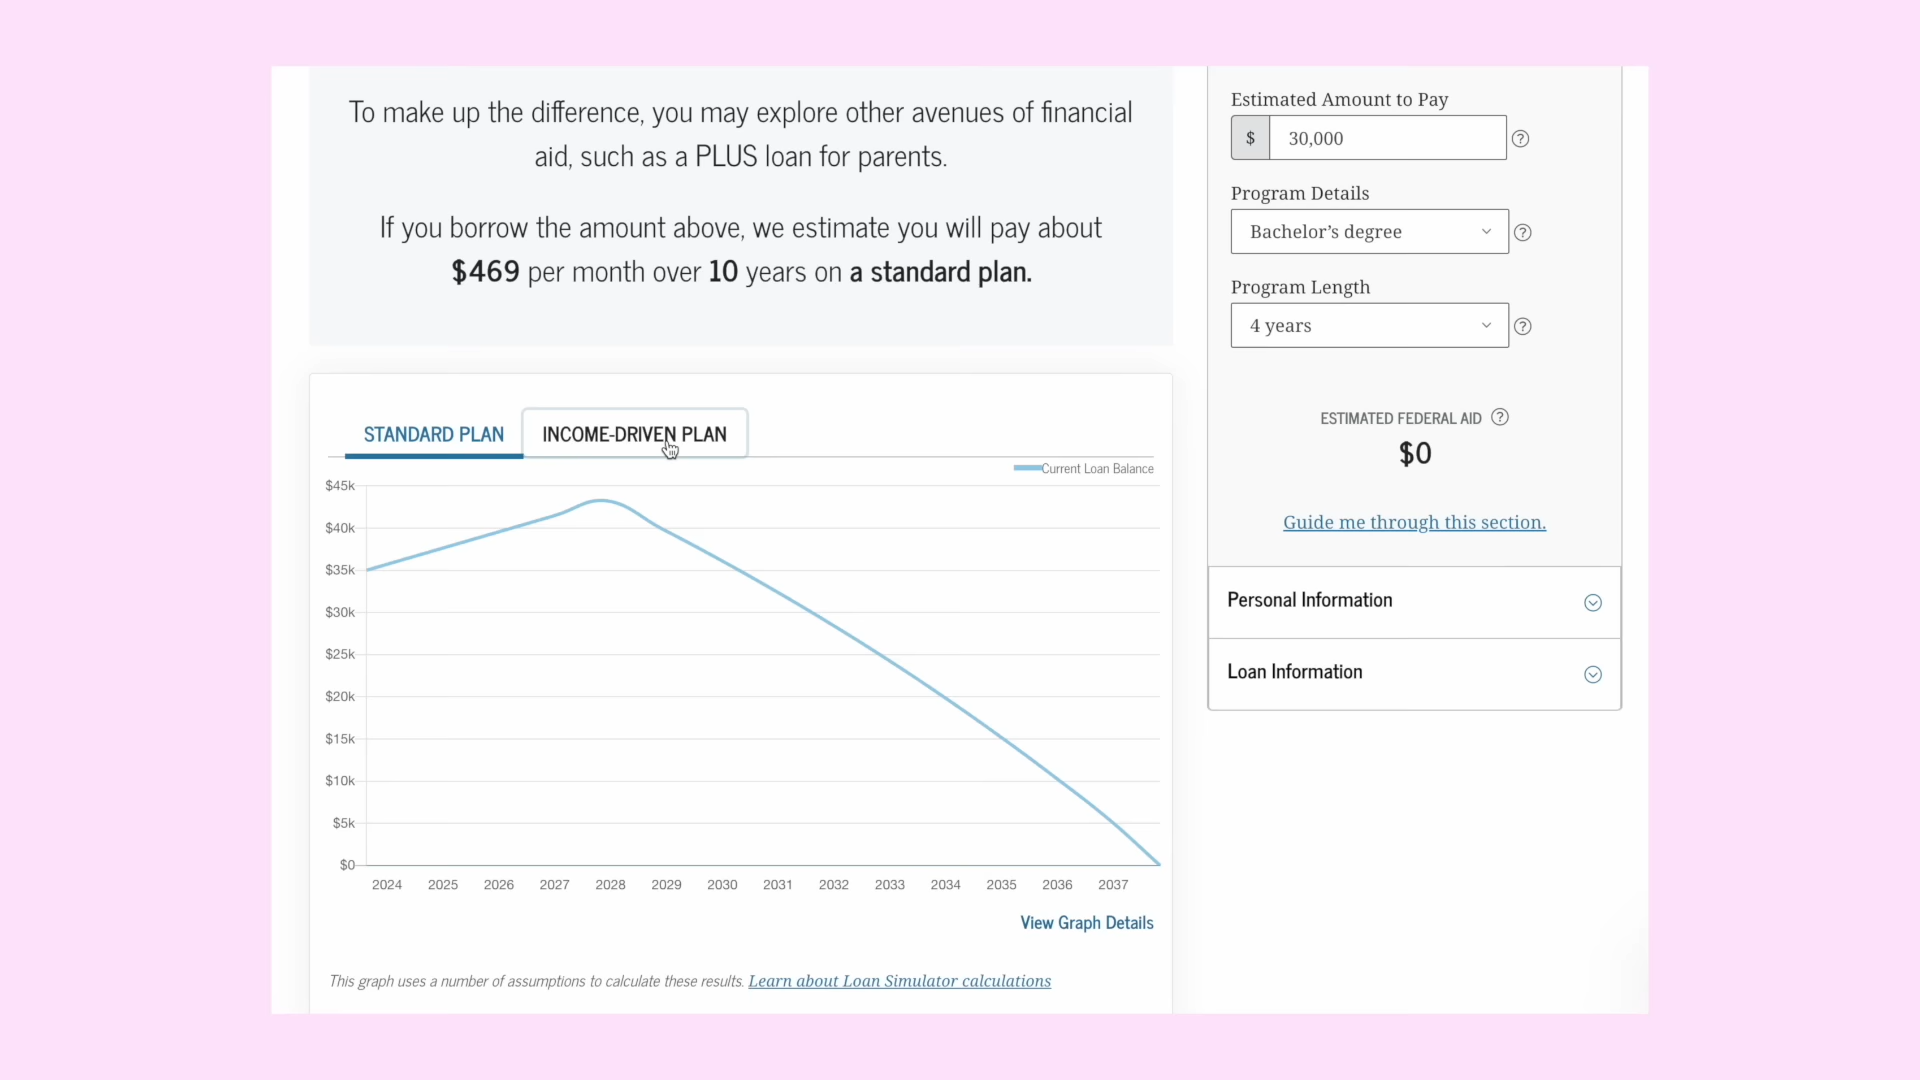 To make up the difference, you may explore other avenues of financial
aid, such as a PLUS loan for parents.
If you borrow the amount above, we estimate you will pay about
$469 per month over 10 years on a standard plan.
STANDARD PLAN
INCOME-DRIVEN PLAN
Current Loan Balance
$45k
$40k
$35k
$30k
$25k
$20k
$15k
$10k
$5k
$0
2024 2025 2026 2027 2028 2029 2030 2031 2032 2033 2034 2035 2036 2037
View Graph Details
This graph uses a number of assumptions to calculate these results. Learn about Loan Simulator calculations
Estimated Amount to Pay
$ 30,000 ?
Program Details
Bachelor’s degree ?
Program Length
4 years ?
ESTIMATED FEDERAL AID ?
$0
Guide me through this section.
Personal Information
Loan Information